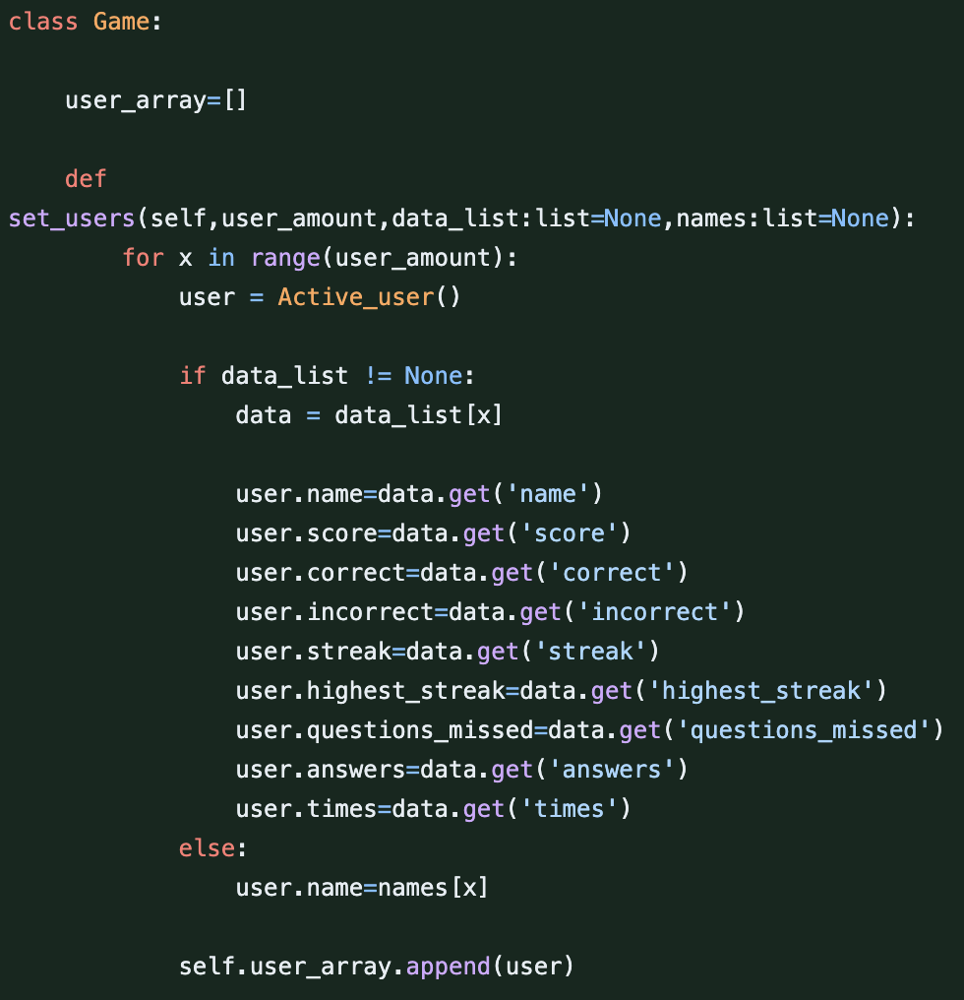 class Game:
    user_array=[]
    def
set_users(self,user_amount,data_list:list=None,names:list=None):
        for x in range(user_amount):
            user = Active_user()
            if data_list != None:
                data = data_list[x]
                user.name=data.get('name')
                user.score=data.get('score')
                user.correct=data.get('correct')
                user.incorrect=data.get('incorrect')
                user.streak=data.get('streak')
                user.highest_streak=data.get('highest_streak')
                user.questions_missed=data.get('questions_missed')
                user.answers=data.get('answers')
                user.times=data.get('times')
            else:
                user.name=names[x]
            self.user_array.append(user)